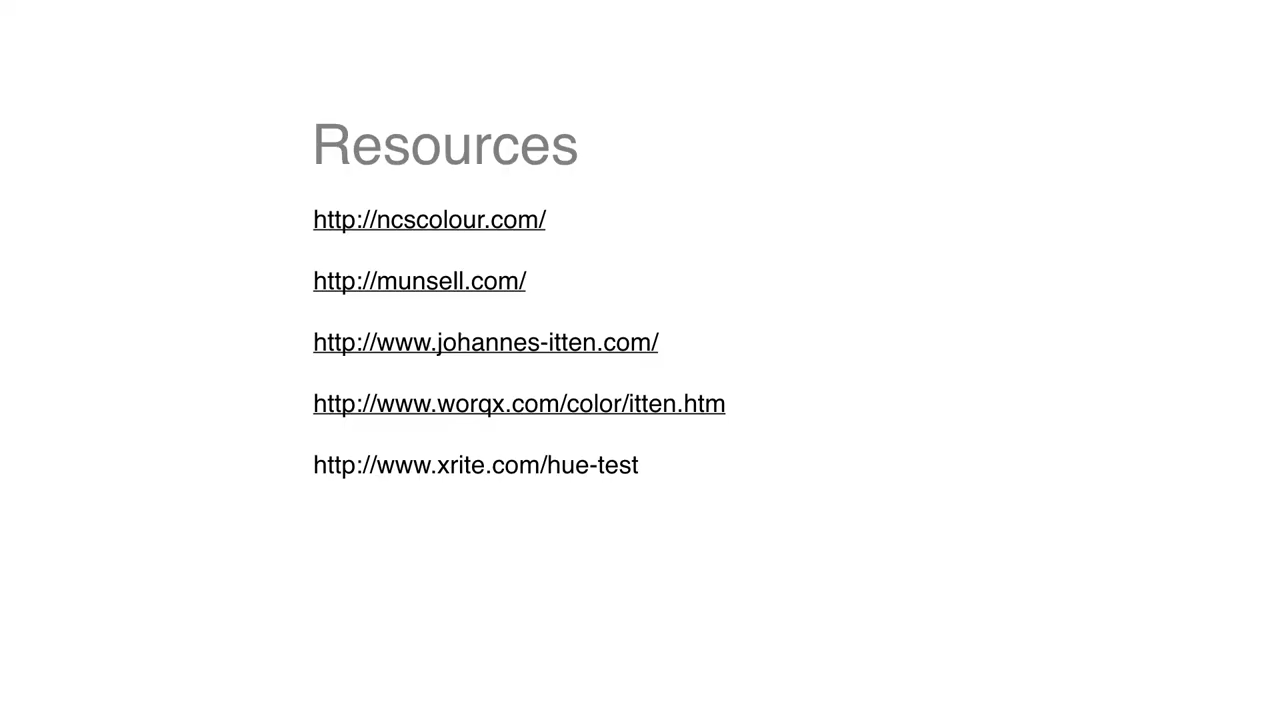 Resources
http://ncscolour.com/
http://munsell.com/
http://www.johannes-itten.com/
http://www.worqx.com/color/itten.htm
http://www.xrite.com/hue-test